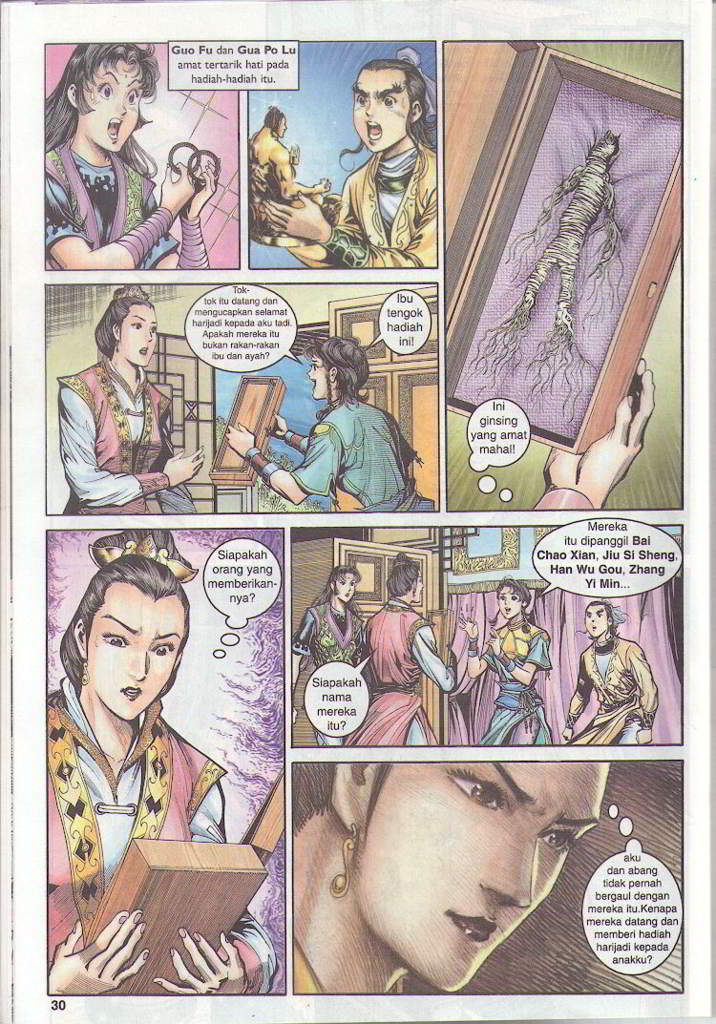 Guo Fu dan Gua Po Lu
amat tertarik hati pada
hadiah-hadiah itu.
Ini
ginsing
yang amat
mahal!
Tok-
tok itu datang dan
mengucapkan selamat
harijadi kepada aku tadi.
Apakah mereka itu
bukan rakan-rakan
ibu dan ayah?
Ibu
tengok
hadiah
ini!
Siapakah
orang yang
memberikan-
nya?
Siapakah
nama
mereka
itu?
Mereka
itu dipanggil Bai
Chao Xian, Jiu Si Sheng,
Han Wu Gou, Zhang
Yi Min...
aku
dan abang
tidak pernah
bergaul dengan
mereka itu.Kenapa
mereka datang dan
memberi hadiah
harijadi kepada
anakku?
30